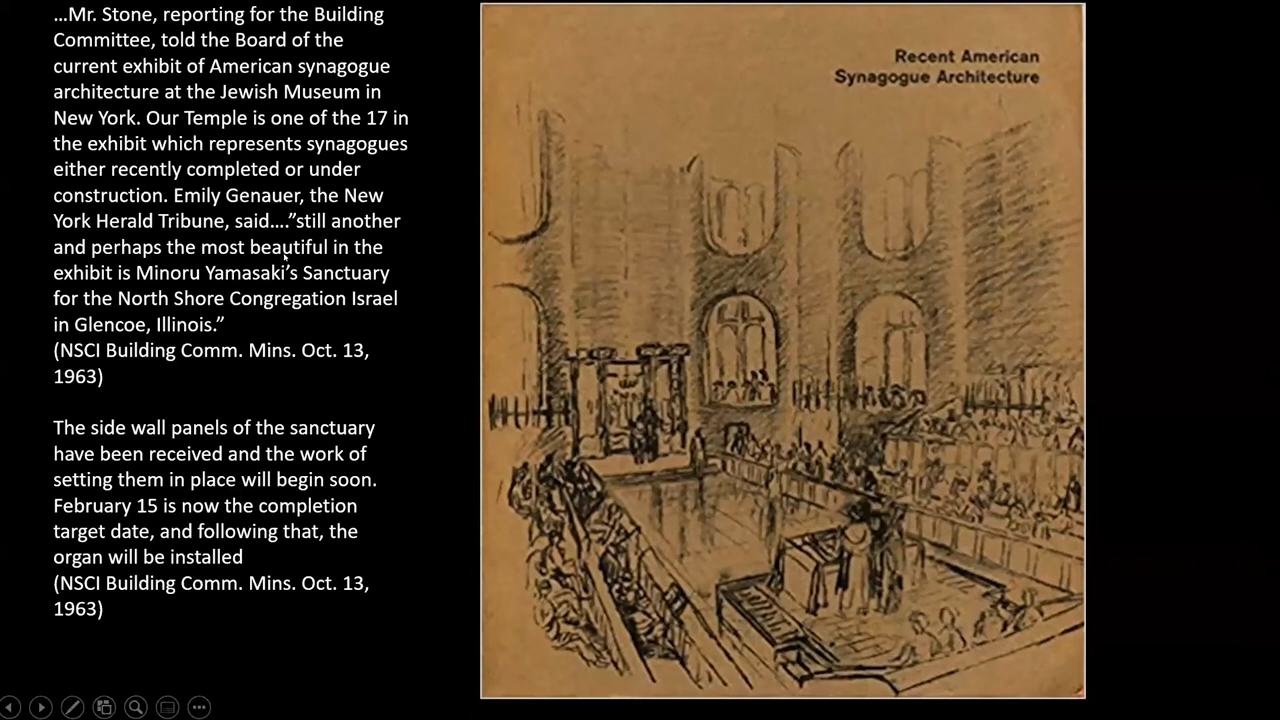 …Mr. Stone, reporting for the Building
Committee, told the Board of the
current exhibit of American synagogue
architecture at the Jewish Museum in
New York. Our Temple is one of the 17 in
the exhibit which represents synagogues
either recently completed or under
construction. Emily Genauer, the New
York Herald Tribune, said….”still another
and perhaps the most beautiful in the
exhibit is Minoru Yamasaki’s Sanctuary
for the North Shore Congregation Israel
in Glencoe, Illinois.”
(NSCI Building Comm. Mins. Oct. 13,
1963)
The side wall panels of the sanctuary
have been received and the work of
setting them in place will begin soon.
February 15 is now the completion
target date, and following that, the
organ will be installed
(NSCI Building Comm. Mins. Oct. 13,
1963)
Recent American
Synagogue Architecture